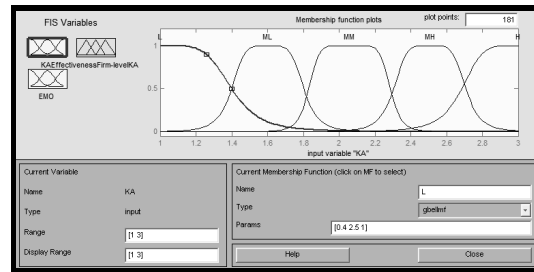 FIS Variables
Membership function plots
plot points:
181
L
ML
MM
MH
H
KAEffectivenessFirm-levelKA
EMO
1
0.5
0
1
1.2
1.4
1.6
1.8
2
2.2
2.4
2.6
2.8
3
input variable "KA"
Current Variable
Name
KA
Type
input
Range
[1 3]
Display Range
[1 3]
Current Membership Function (click on MF to select)
Name
L
Type
gbellmf
Params
[0.4 2.5 1]
Help
Close